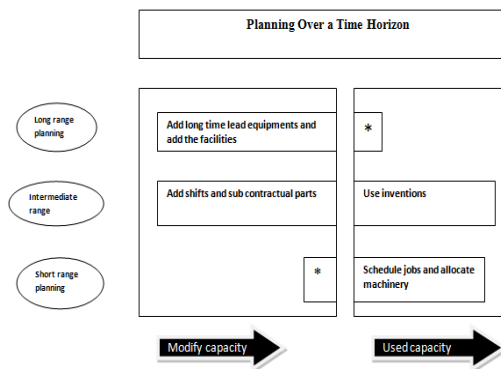 Planning Over a Time Horizon
Long range
planning
Add long time lead equipments and
add the facilities
*
Intermediate
range
Add shifts and sub contractual parts
Use inventions
Short range
planning
*
Schedule jobs and allocate
machinery
Modify capacity
Used capacity